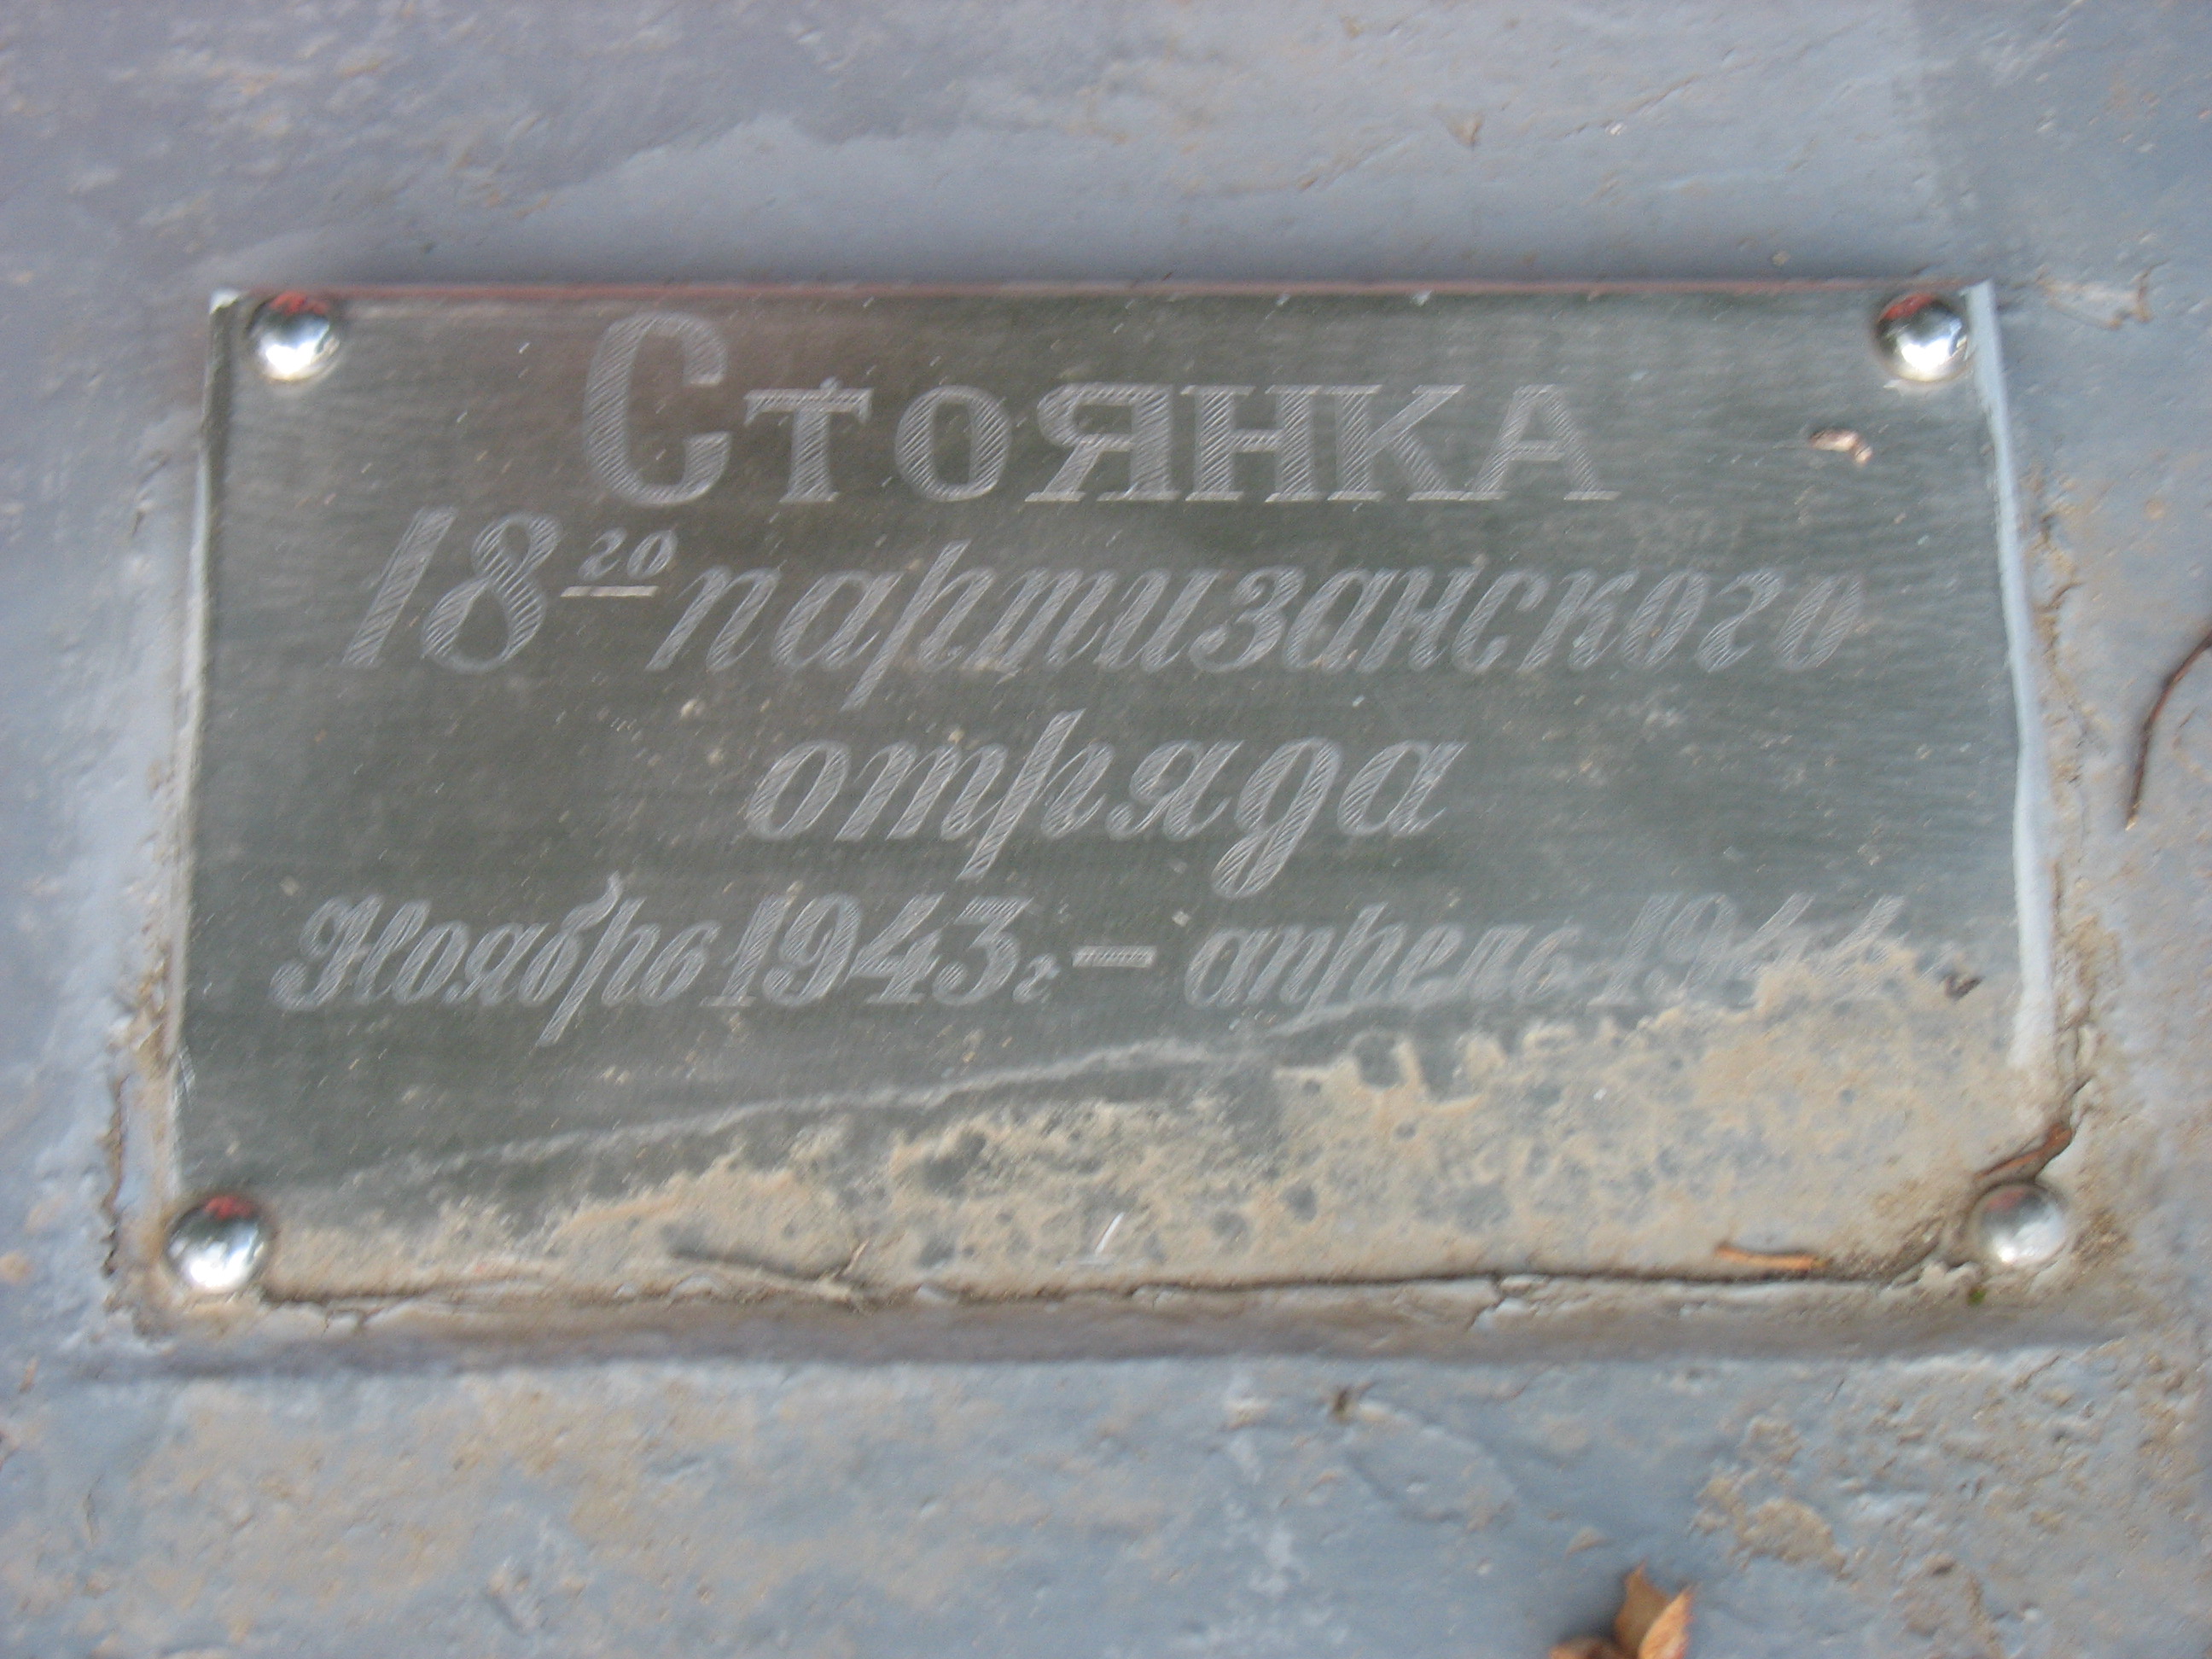 Стоянка
18го партизанского
отряда
Ноябрь 1943г. — апрель 1944